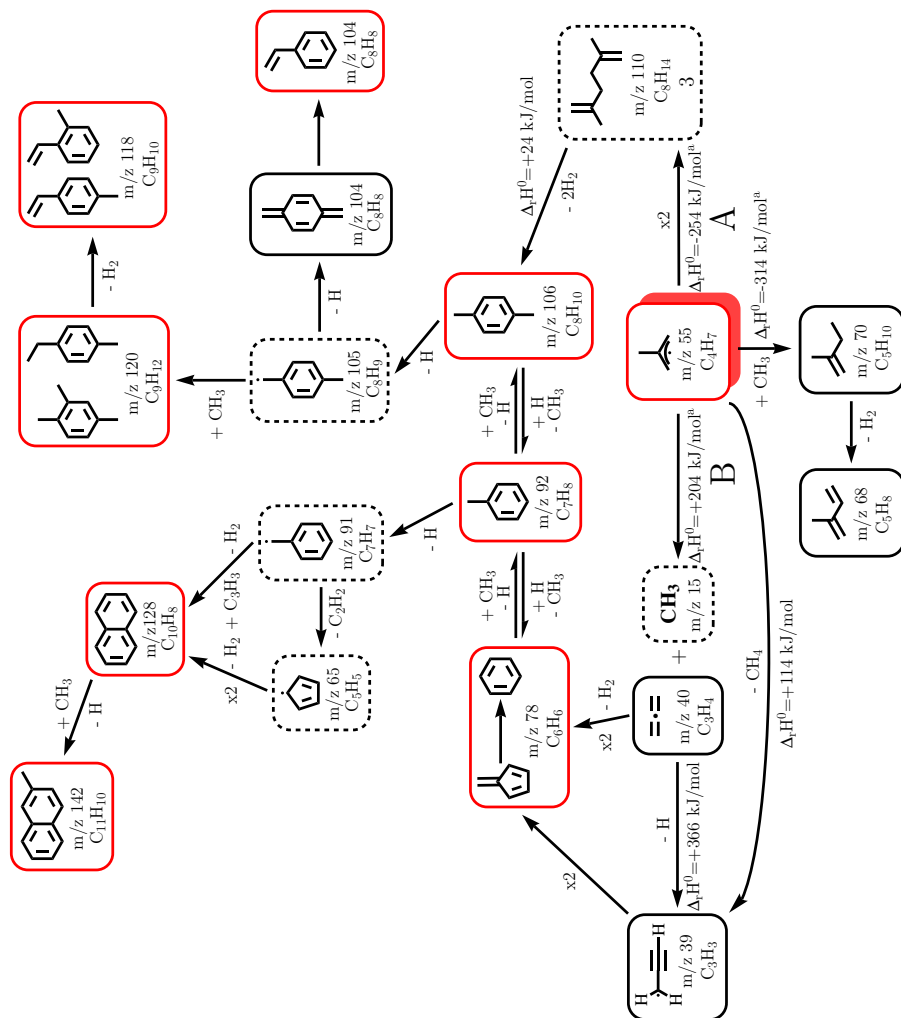 m/z 142
C₁₁H₁₀
+ CH₃
- H
m/z128
C₁₀H₈
x2
- H₂
- H₂ + C₃H₃
m/z 120
C₉H₁₂
- H₂
m/z 118
C₉H₁₀
+ CH₃
m/z 65
C₅H₅
- C₂H₂
m/z 91
C₇H₇
m/z 105
C₈H₉
- H
m/z 104
C₈H₈
m/z 104
C₈H₈
- H
- H
m/z 78
C₆H₆
+ CH₃
- H
+ H
- CH₃
m/z 92
C₇H₈
+ CH₃
- H
+ H
- CH₃
m/z 106
C₈H₁₀
ΔᵣH⁰=+24 kJ/mol
- 2H₂
x2
x2
- H₂
H
H
H
m/z 39
C₃H₃
- H
ΔᵣH⁰=+366 kJ/mol
m/z 40
C₃H₄
+
CH₃
m/z 15
ΔᵣH⁰=+204 kJ/molᵃ
B
m/z 55
C₄H₇
x2
ΔᵣH⁰=-254 kJ/molᵃ
A
m/z 110
C₈H₁₄
3
- CH₄
ΔᵣH⁰=+114 kJ/mol
+ CH₃
ΔᵣH⁰=-314 kJ/molᵃ
m/z 68
C₅H₈
- H₂
m/z 70
C₅H₁₀